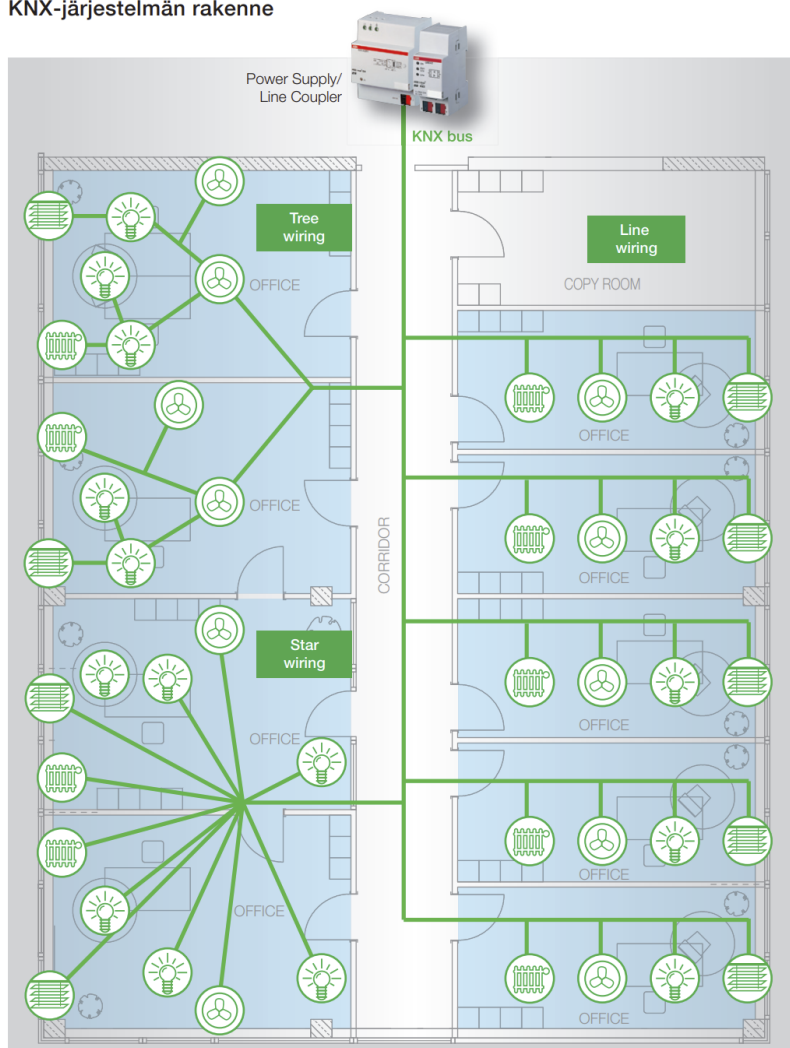 KNX-järjestelmän rakenne
Power Supply/
Line Coupler
KNX bus
Tree
wiring
Line
wiring
OFFICE
COPY ROOM
OFFICE
OFFICE
CORRIDOR
OFFICE
Star
wiring
OFFICE
OFFICE
OFFICE
OFFICE
OFFICE